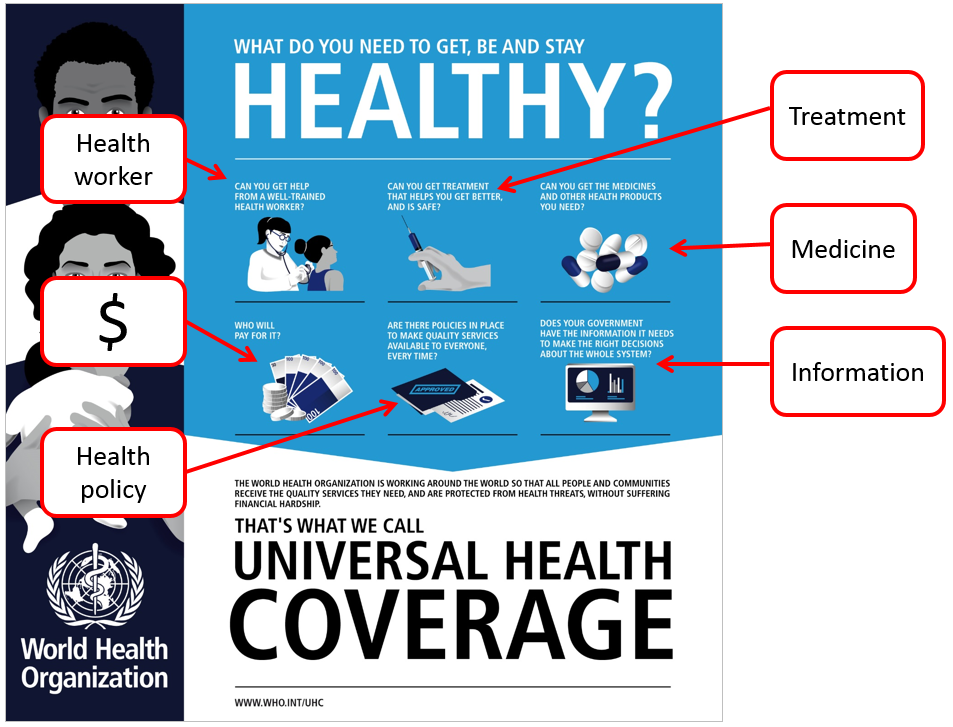 WHAT DO YOU NEED TO GET, BE AND STAY
HEALTHY?
Health
worker
Treatment
CAN YOU GET HELP
FROM A WELL-TRAINED
HEALTH WORKER?
CAN YOU GET TREATMENT
THAT HELPS YOU GET BETTER,
AND IS SAFE?
CAN YOU GET THE MEDICINES
AND OTHER HEALTH PRODUCTS
YOU NEED?
Medicine
$
WHO WILL
PAY FOR IT?
100
ARE THERE POLICIES IN PLACE
TO MAKE QUALITY SERVICES
AVAILABLE TO EVERYONE,
EVERY TIME?
APPROVED
DOES YOUR GOVERNMENT
HAVE THE INFORMATION IT NEEDS
TO MAKE THE RIGHT DECISIONS
ABOUT THE WHOLE SYSTEM?
Information
Health
policy
THE WORLD HEALTH ORGANIZATION IS WORKING AROUND THE WORLD SO THAT ALL PEOPLE AND COMMUNITIES
RECEIVE THE QUALITY SERVICES THEY NEED, AND ARE PROTECTED FROM HEALTH THREATS, WITHOUT SUFFERING
FINANCIAL HARDSHIP.
THAT'S WHAT WE CALL
UNIVERSAL HEALTH
COVERAGE
World Health
Organization
WWW.WHO.INT/UHC